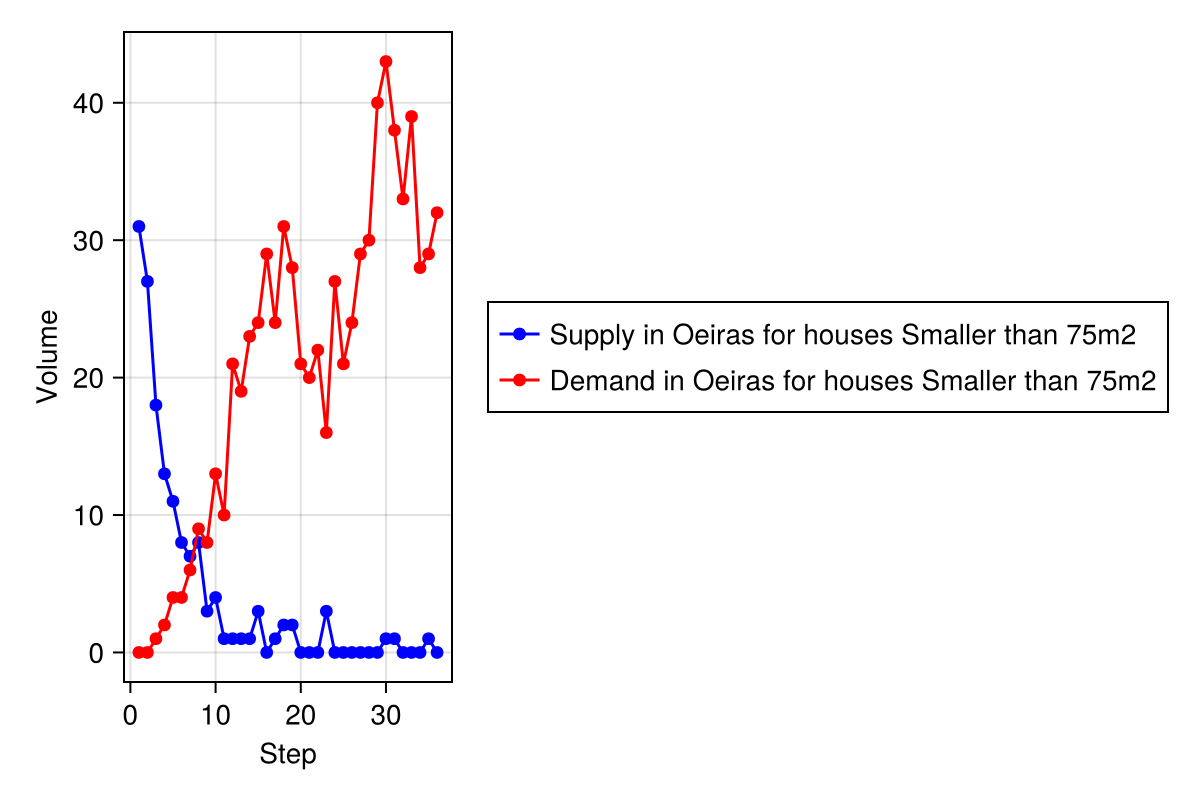 Volume
40
30
20
10
0
0 10 20 30
Step
Supply in Oeiras for houses Smaller than 75m2
Demand in Oeiras for houses Smaller than 75m2